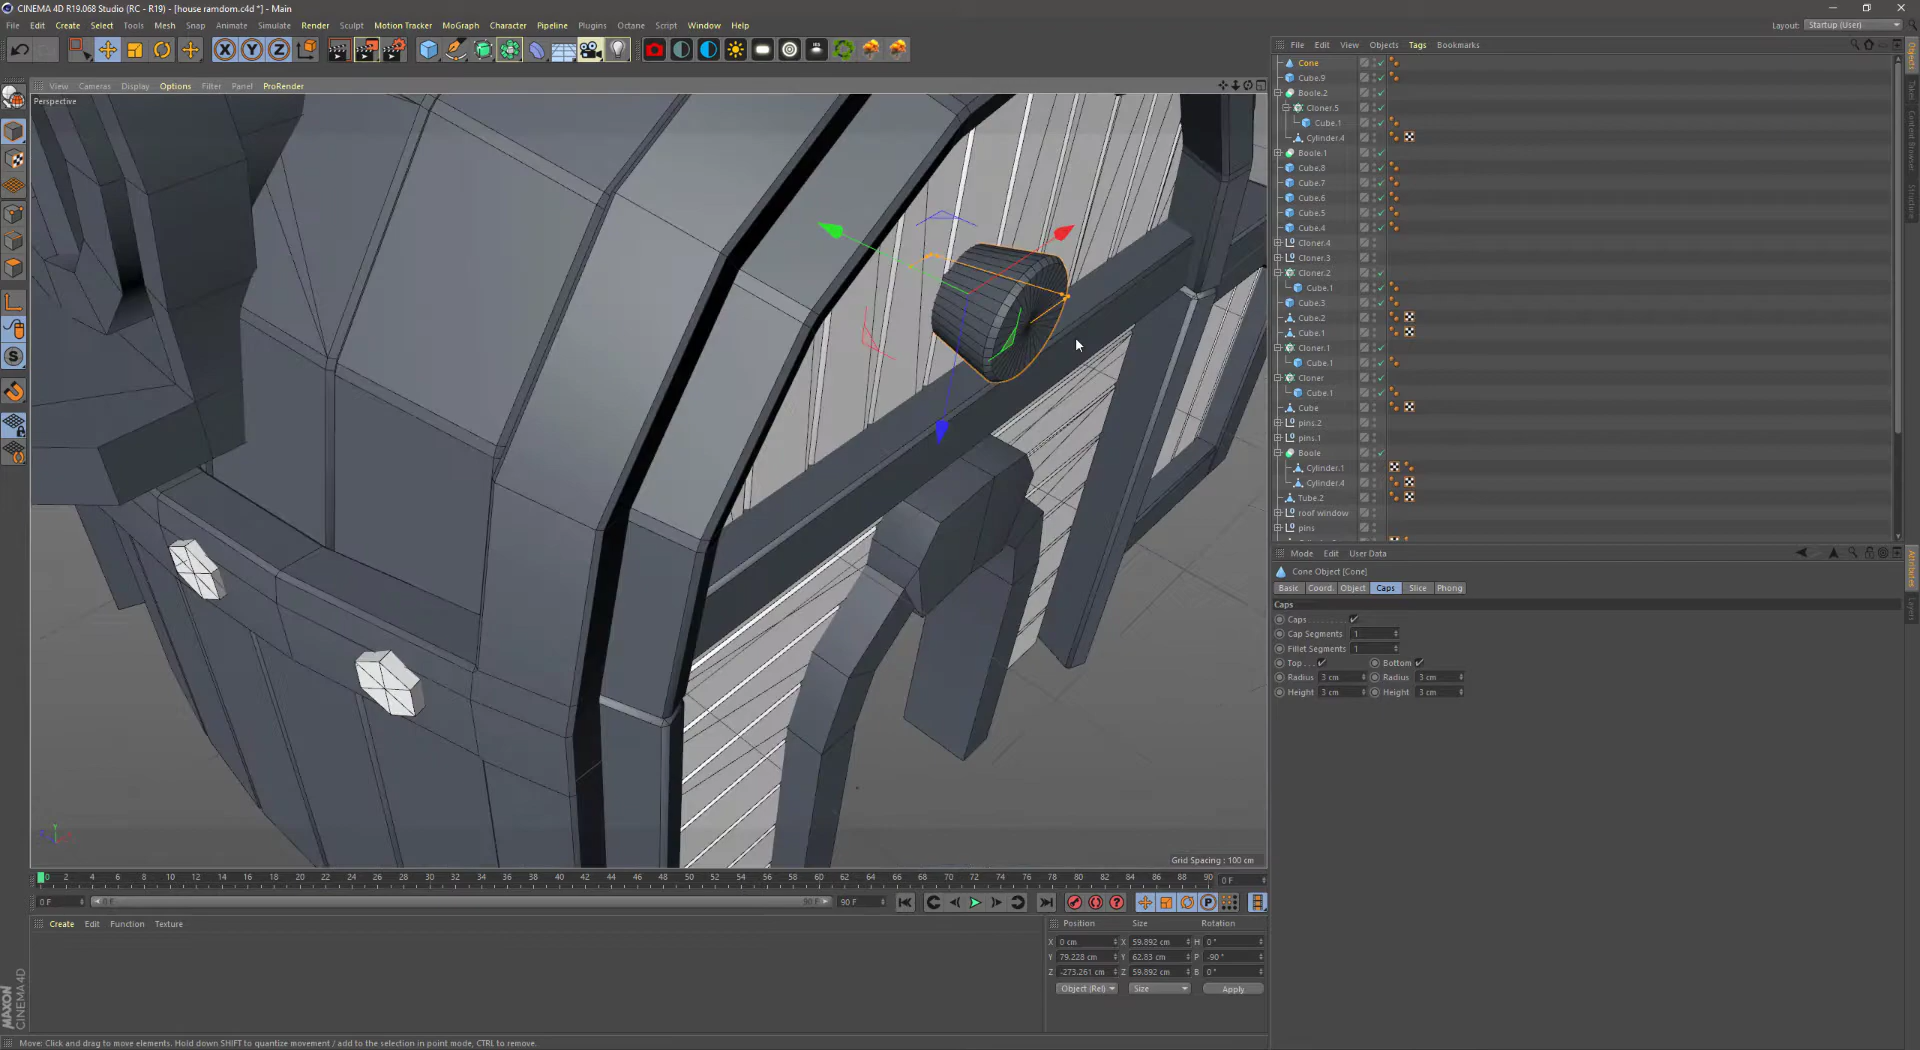 CINEMA 4D R19.068 Studio (RC - R19) - [house ramdom.c4d *] - Main
File Edit Create Select Tools Mesh Snap Animate Simulate Render Sculpt Motion Tracker MoGraph Character Pipeline Plugins Octane Script Window Help
Layout: Startup (User)
View Cameras Display Options Filter Panel ProRender
Perspective
Grid Spacing : 100 cm
File Edit View Objects Tags Bookmarks
Cone
Cube.9
Boole.2
Cloner.5
Cube.1
Cylinder.4
Boole.1
Cube.8
Cube.7
Cube.6
Cube.5
Cube.4
Cloner.4
Cloner.3
Cloner.2
Cube.1
Cube.3
Cube.2
Cube.1
Cloner.1
Cube.1
Cloner
Cube.1
Cube
pins.2
pins.1
Boole
Cylinder.1
Cylinder.4
Tube.2
roof window
pins
Objects
Takes
Content Browser
Structure
Mode Edit User Data
Cone Object [Cone]
Basic Coord. Object Caps Slice Phong
Caps
Caps
Cap Segments 1
Fillet Segments 1
Top Bottom
Radius 3 cm Radius 3 cm
Height 3 cm Height 3 cm
Attributes
Layers
0 2 4 6 8 10 12 14 16 18 20 22 24 26 28 30 32 34 36 38 40 42 44 46 48 50 52 54 56 58 60 62 64 66 68 70 72 74 76 78 80 82 84 86 88 90 0 F
0 F 0 F 90 F 90 F
Create Edit Function Texture
Position Size Rotation
X 0 cm X 59.892 cm H 0 °
Y 79.228 cm Y 62.83 cm P -90 °
Z -273.261 cm Z 59.892 cm B 0 °
Object (Rel) Size Apply
MAXON
CINEMA 4D
Move: Click and drag to move elements. Hold down SHIFT to quantize movement / add to the selection in point mode, CTRL to remove.